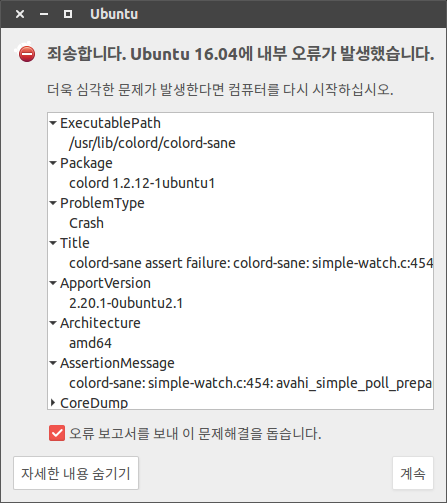 Ubuntu
죄송합니다. Ubuntu 16.04에 내부 오류가 발생했습니다.
더욱 심각한 문제가 발생한다면 컴퓨터를 다시 시작하십시오.
ExecutablePath
/usr/lib/colord/colord-sane
Package
colord 1.2.12-1ubuntu1
ProblemType
Crash
Title
colord-sane assert failure: colord-sane: simple-watch.c:454
ApportVersion
2.20.1-0ubuntu2.1
Architecture
amd64
AssertionMessage
colord-sane: simple-watch.c:454: avahi_simple_poll_prepa
CoreDump
오류 보고서를 보내 이 문제해결을 돕습니다.
자세한 내용 숨기기
계속